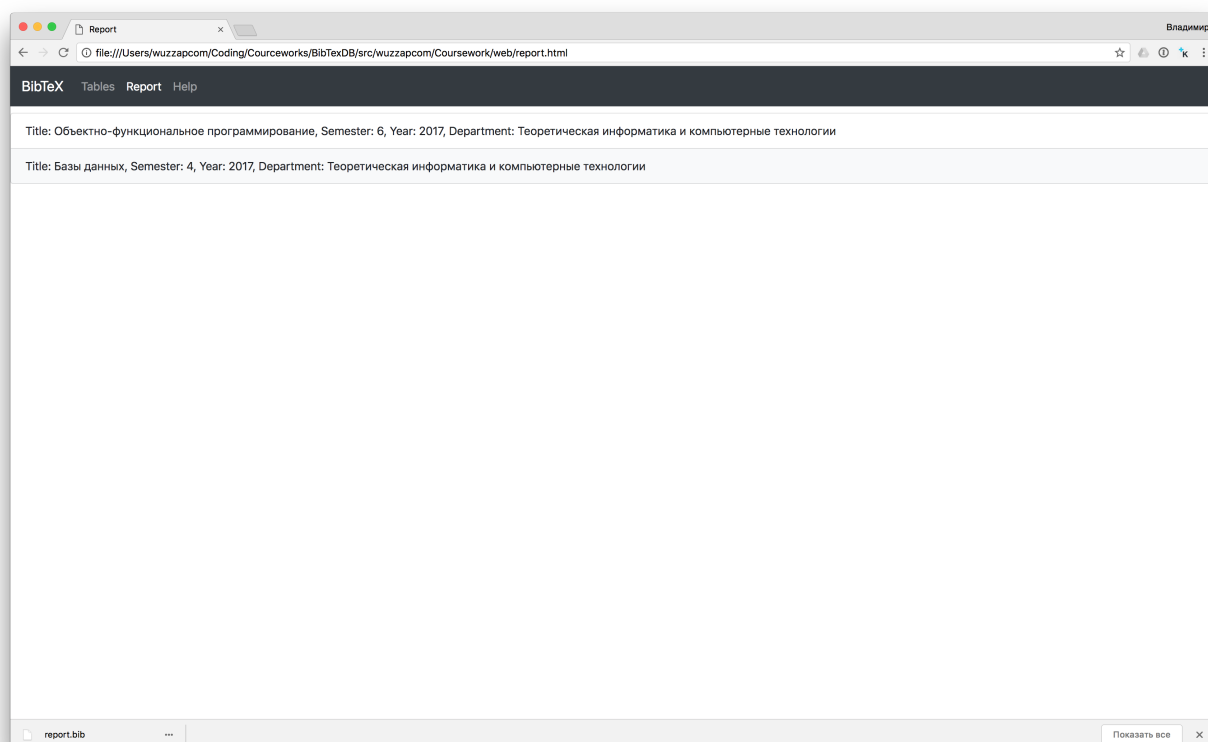 Report
Владимир
file:///Users/wuzzapcom/Coding/Courceworks/BibTexDB/src/wuzzapcom/Coursework/web/report.html
BibTeX Tables Report Help
Title: Объектно-функциональное программирование, Semester: 6, Year: 2017, Department: Теоретическая информатика и компьютерные технологии
Title: Базы данных, Semester: 4, Year: 2017, Department: Теоретическая информатика и компьютерные технологии
report.bib
Показать все